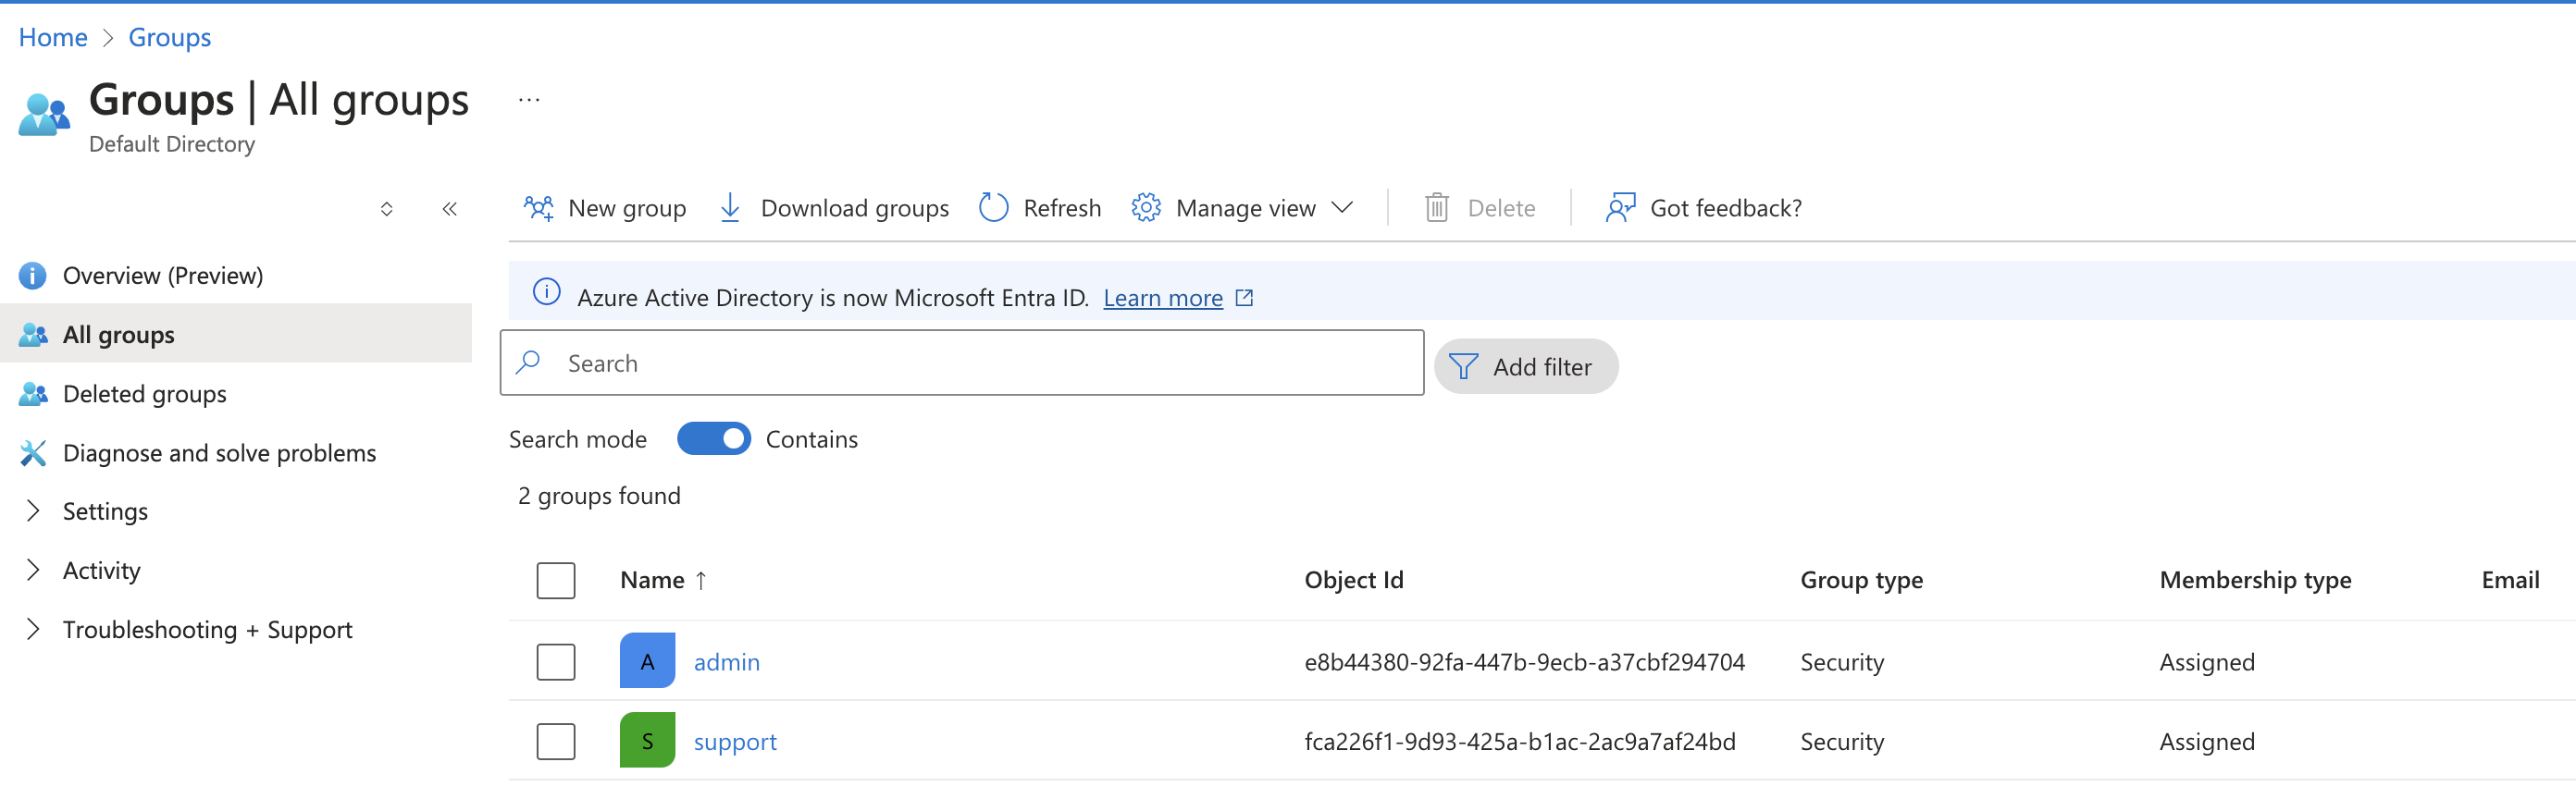 Home > Groups
Groups | All groups ...
Default Directory
New group Download groups Refresh Manage view Delete Got feedback?
Overview (Preview)
All groups
Deleted groups
Diagnose and solve problems
Settings
Activity
Troubleshooting + Support
Azure Active Directory is now Microsoft Entra ID. Learn more
Search Add filter
Search mode Contains
2 groups found
Name ↑ Object Id Group type Membership type Email
A admin e8b44380-92fa-447b-9ecb-a37cbf294704 Security Assigned
S support fca226f1-9d93-425a-b1ac-2ac9a7af24bd Security Assigned